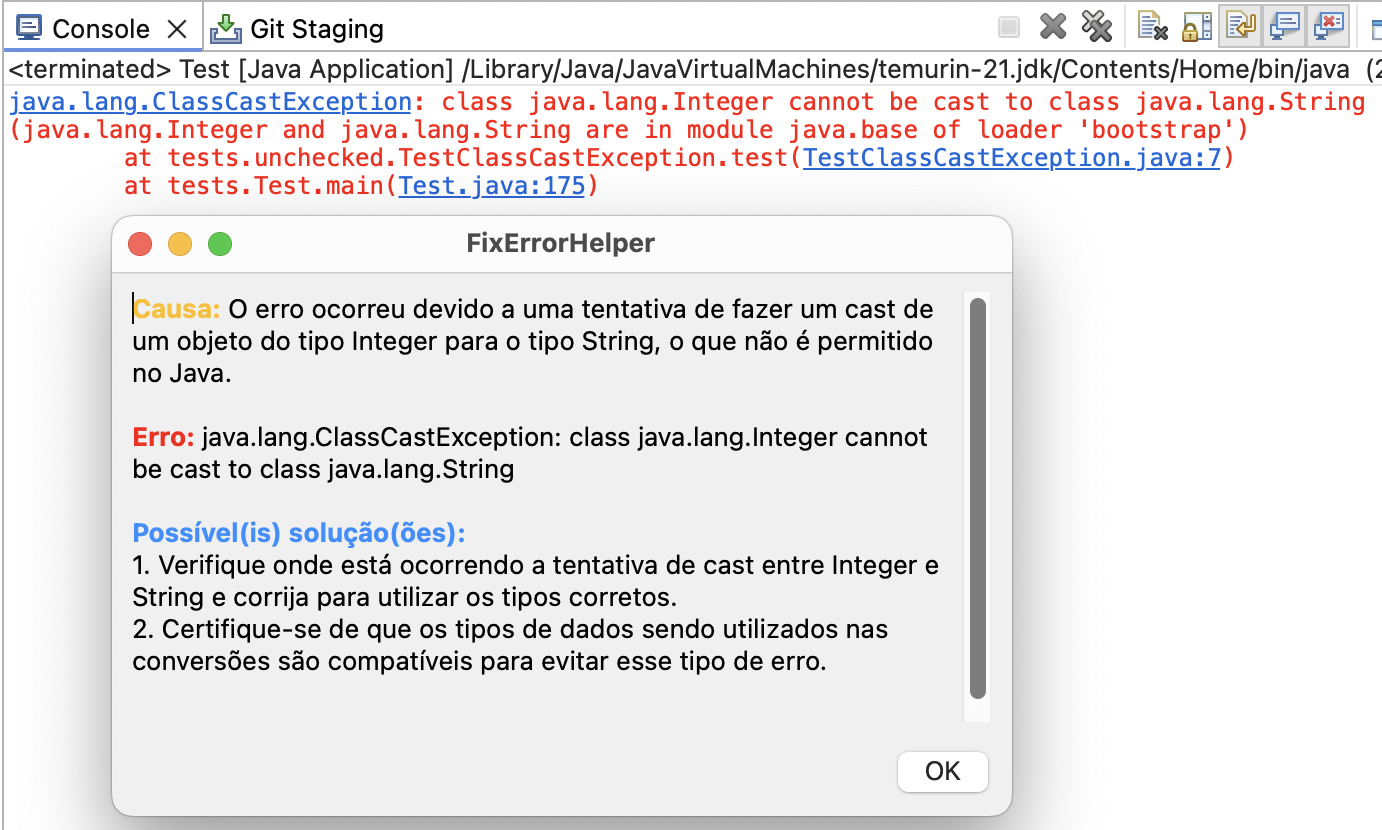 Console Git Staging
<terminated> Test [Java Application] /Library/Java/JavaVirtualMachines/temurin-21.jdk/Contents/Home/bin/java (2
java.lang.ClassCastException: class java.lang.Integer cannot be cast to class java.lang.String
(java.lang.Integer and java.lang.String are in module java.base of loader 'bootstrap')
at tests.unchecked.TestClassCastException.test(TestClassCastException.java:7)
at tests.Test.main(Test.java:175)
FixErrorHelper
Causa: O erro ocorreu devido a uma tentativa de fazer um cast de
um objeto do tipo Integer para o tipo String, o que não é permitido
no Java.
Erro: java.lang.ClassCastException: class java.lang.Integer cannot
be cast to class java.lang.String
Possível(is) solução(ões):
1. Verifique onde está ocorrendo a tentativa de cast entre Integer e
String e corrija para utilizar os tipos corretos.
2. Certifique-se de que os tipos de dados sendo utilizados nas
conversões são compatíveis para evitar esse tipo de erro.
OK